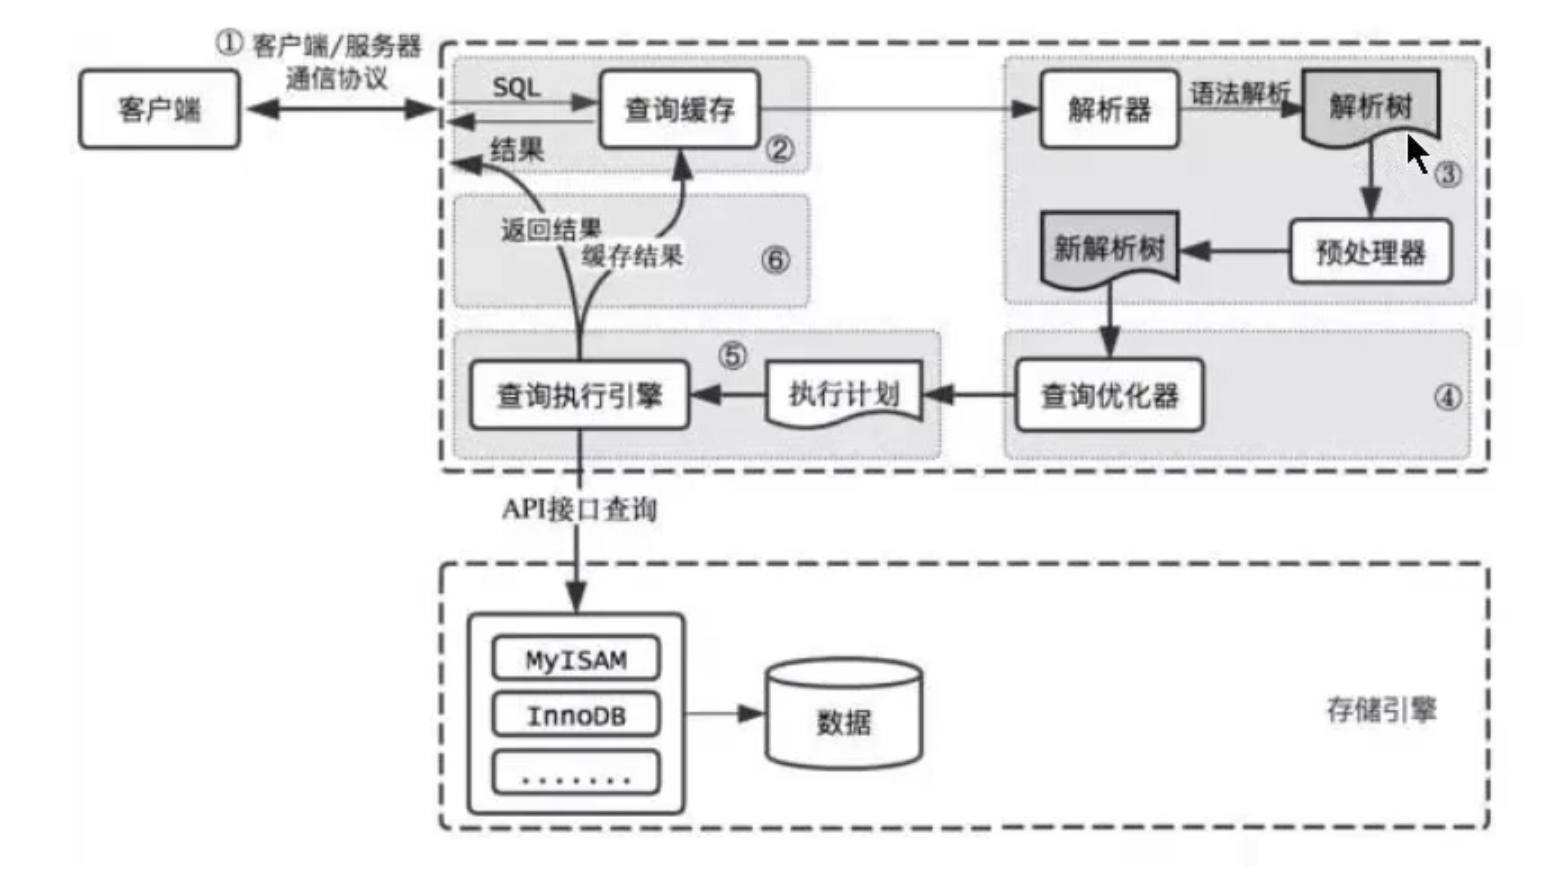 ① 客户端/服务器
通信协议
客户端
SQL
查询缓存
结果
②
解析器
语法解析
解析树
③
预处理器
新解析树
返回结果
缓存结果
⑥
查询执行引擎
⑤
执行计划
查询优化器
④
API接口查询
MyISAM
InnoDB
.......
数据
存储引擎